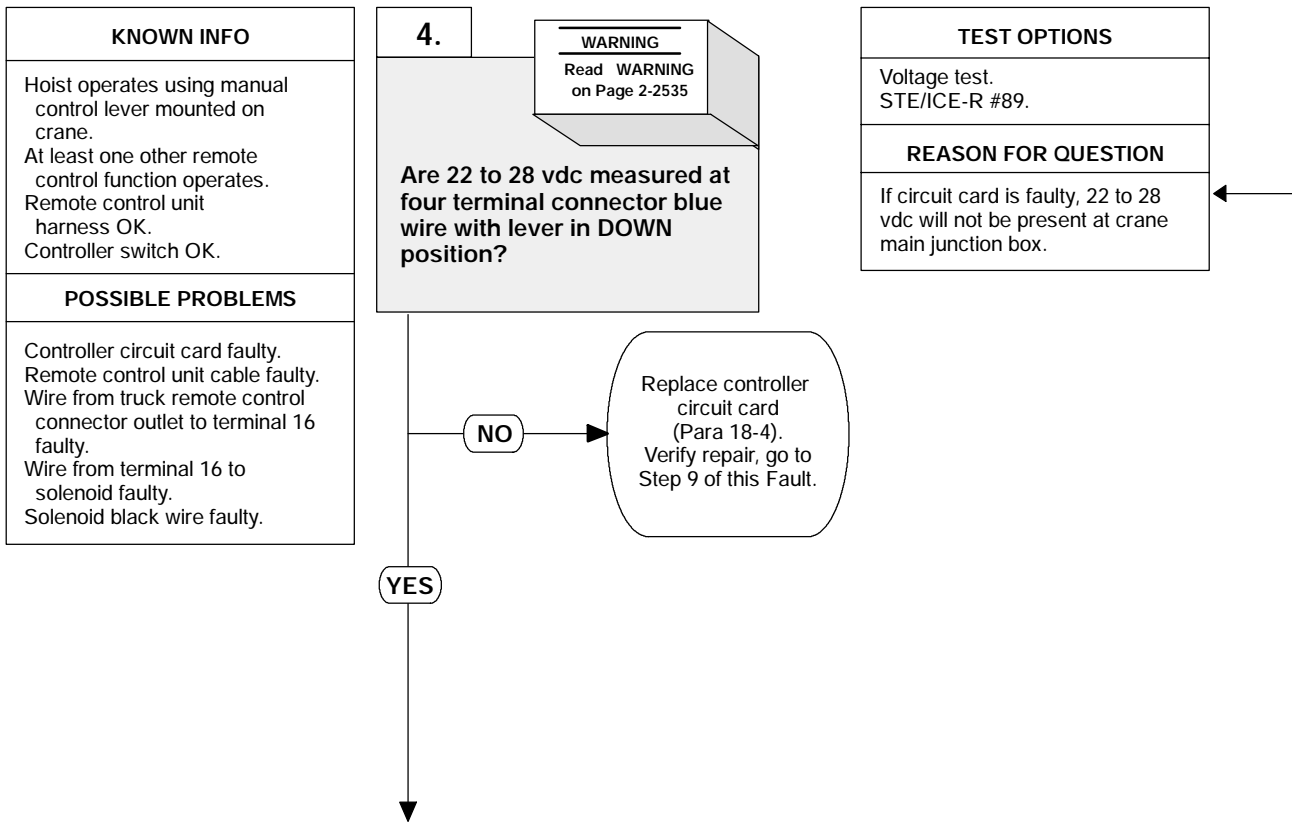 KNOWN INFO
Hoist operates using manual
control lever mounted on
crane.
At least one other remote
control function operates.
Remote control unit
harness OK.
Controller switch OK.
POSSIBLE PROBLEMS
Controller circuit card faulty.
Remote control unit cable faulty.
Wire from truck remote control
connector outlet to terminal 16
faulty.
Wire from terminal 16 to
solenoid faulty.
Solenoid black wire faulty.
4.
WARNING
Read WARNING
on Page 2-2535
Are 22 to 28 vdc measured at
four terminal connector blue
wire with lever in DOWN
position?
NO
Replace controller
circuit card
(Para 18-4).
Verify repair, go to
Step 9 of this Fault.
YES
TEST OPTIONS
Voltage test.
STE/ICE-R #89.
REASON FOR QUESTION
If circuit card is faulty, 22 to 28
vdc will not be present at crane
main junction box.